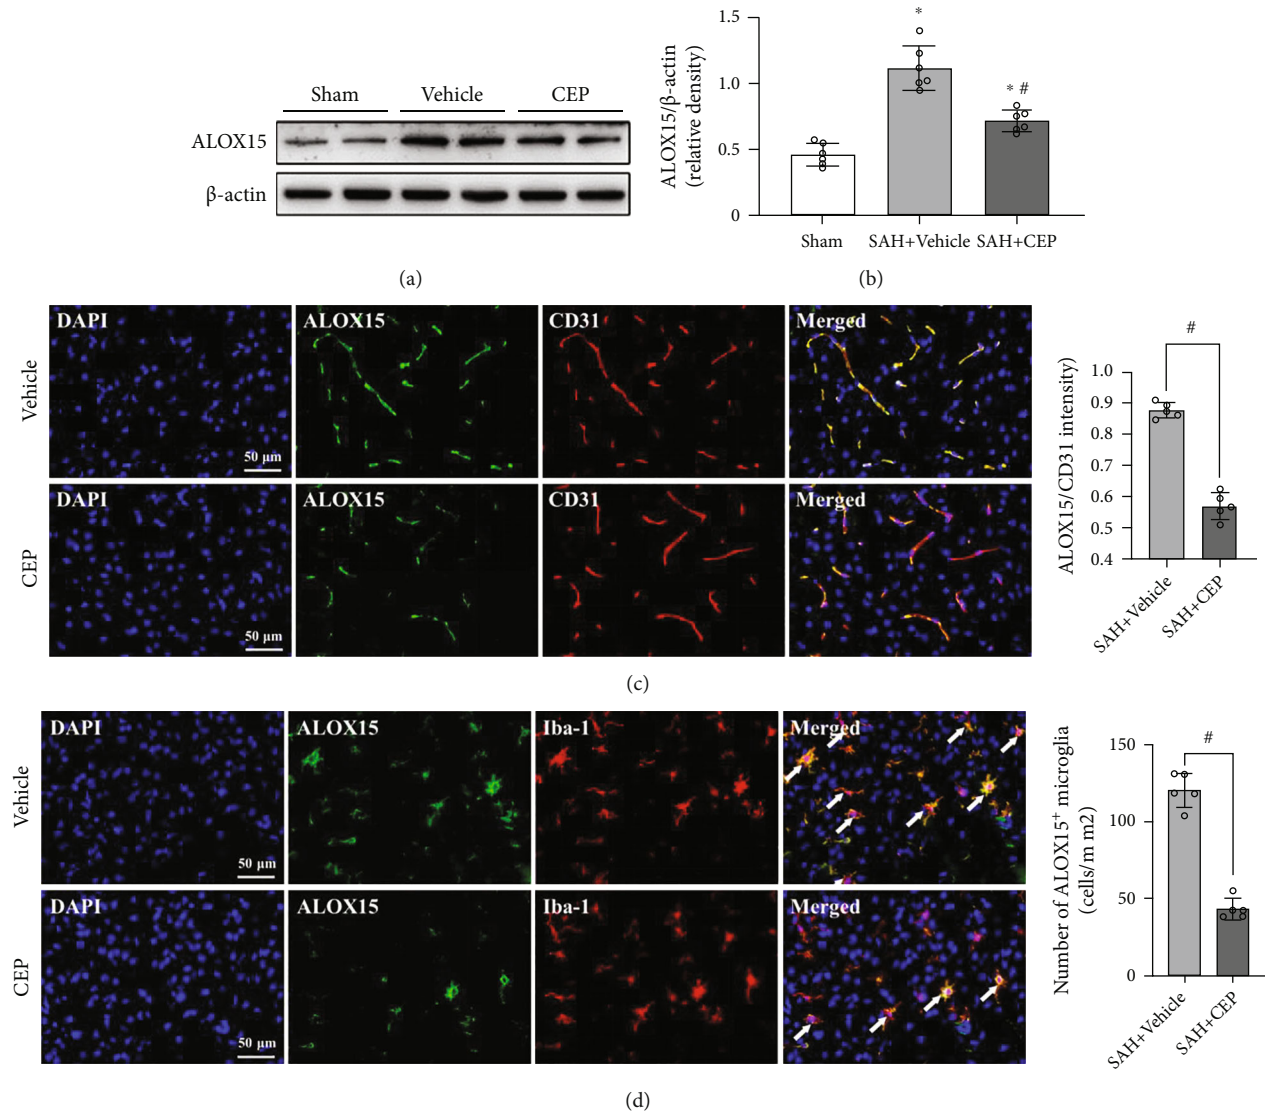 Sham Vehicle CEP
ALOX15
β-actin
(a)
ALOX15/β-actin
(relative density)
1.5
1.0
0.5
0
*
* #
Sham SAH+Vehicle SAH+CEP
(b)
Vehicle
DAPI ALOX15 CD31 Merged
50 μm
CEP
DAPI ALOX15 CD31 Merged
50 μm
ALOX15/CD31 intensity)
#
1.0
0.9
0.8
0.7
0.6
0.5
0.4
SAH+Vehicle
SAH+CEP
(c)
Vehicle
DAPI ALOX15 Iba-1 Merged
50 μm
CEP
DAPI ALOX15 Iba-1 Merged
50 μm
Number of ALOX15⁺ microglia
(cells/m m2)
#
150
100
50
0
SAH+Vehicle
SAH+CEP
(d)